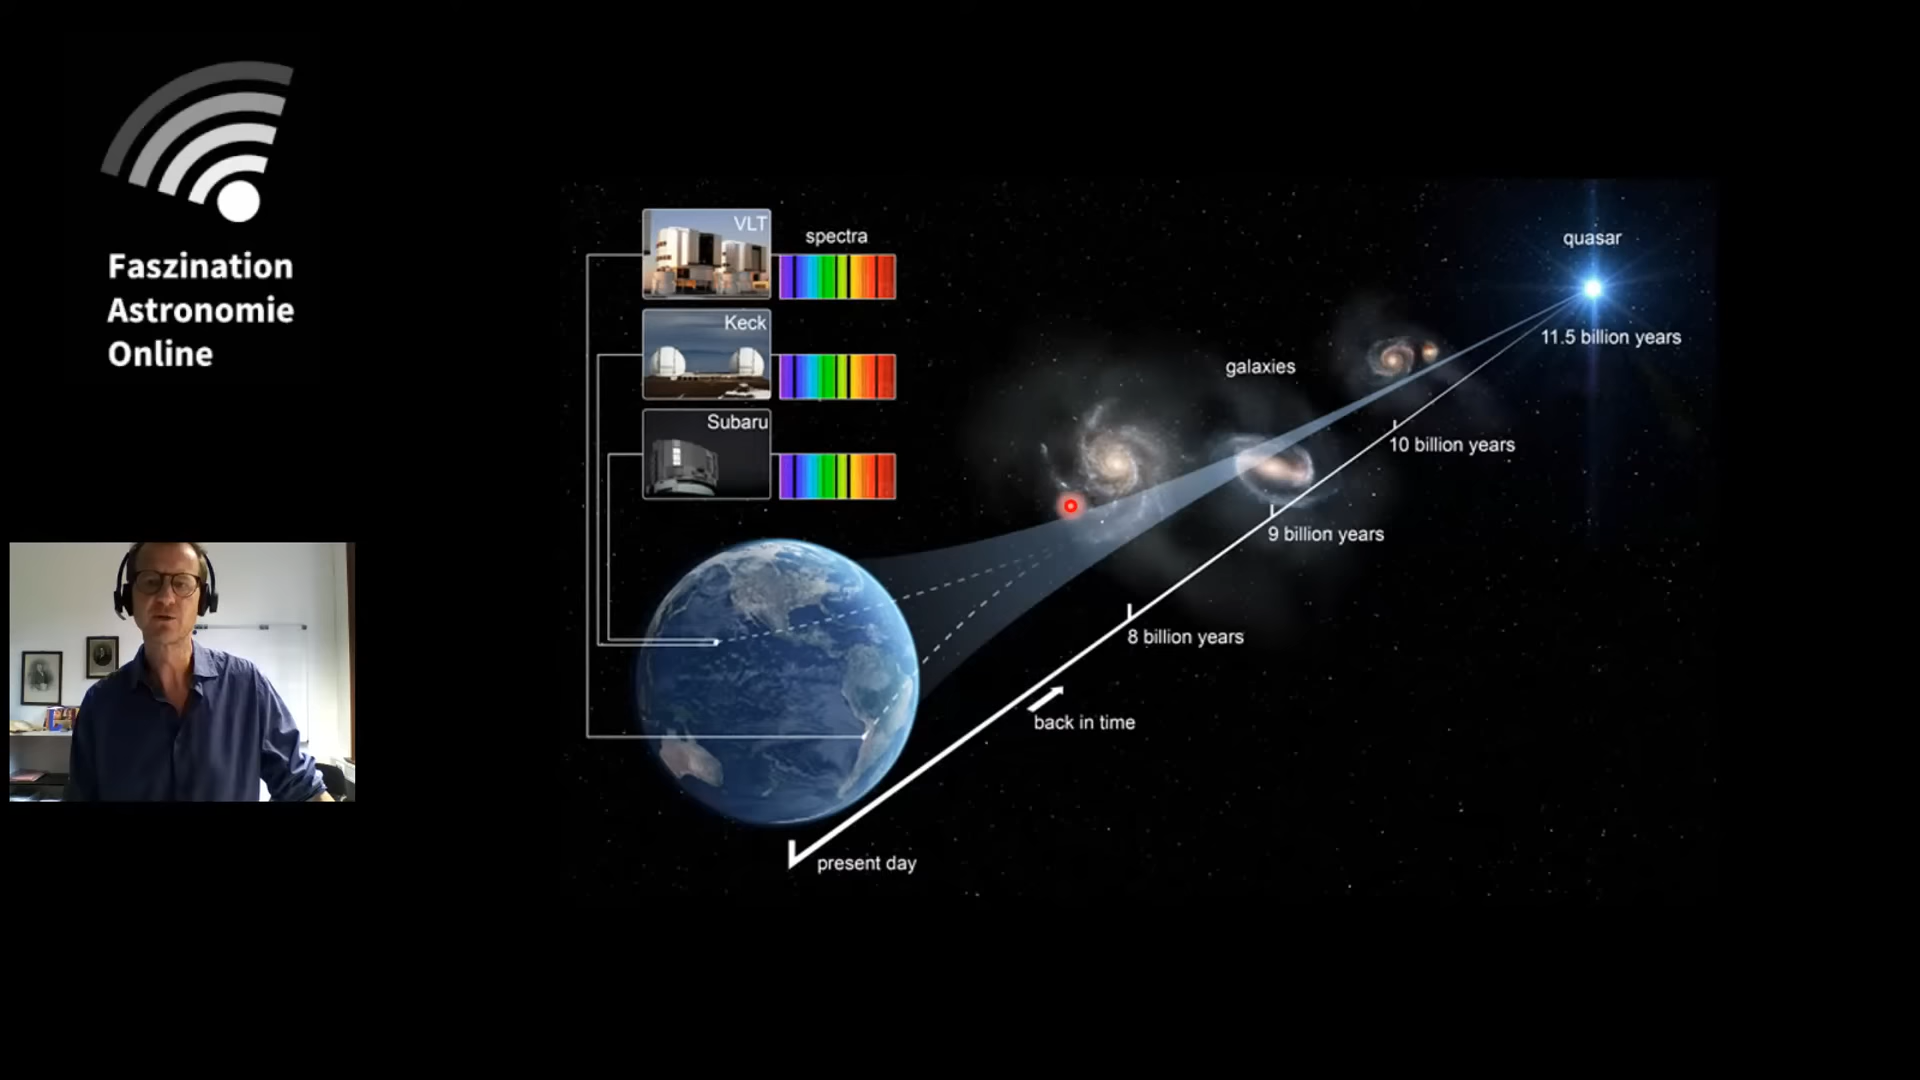 Faszination
Astronomie
Online
VLT
spectra
Keck
Subaru
quasar
11.5 billion years
galaxies
10 billion years
9 billion years
8 billion years
back in time
present day